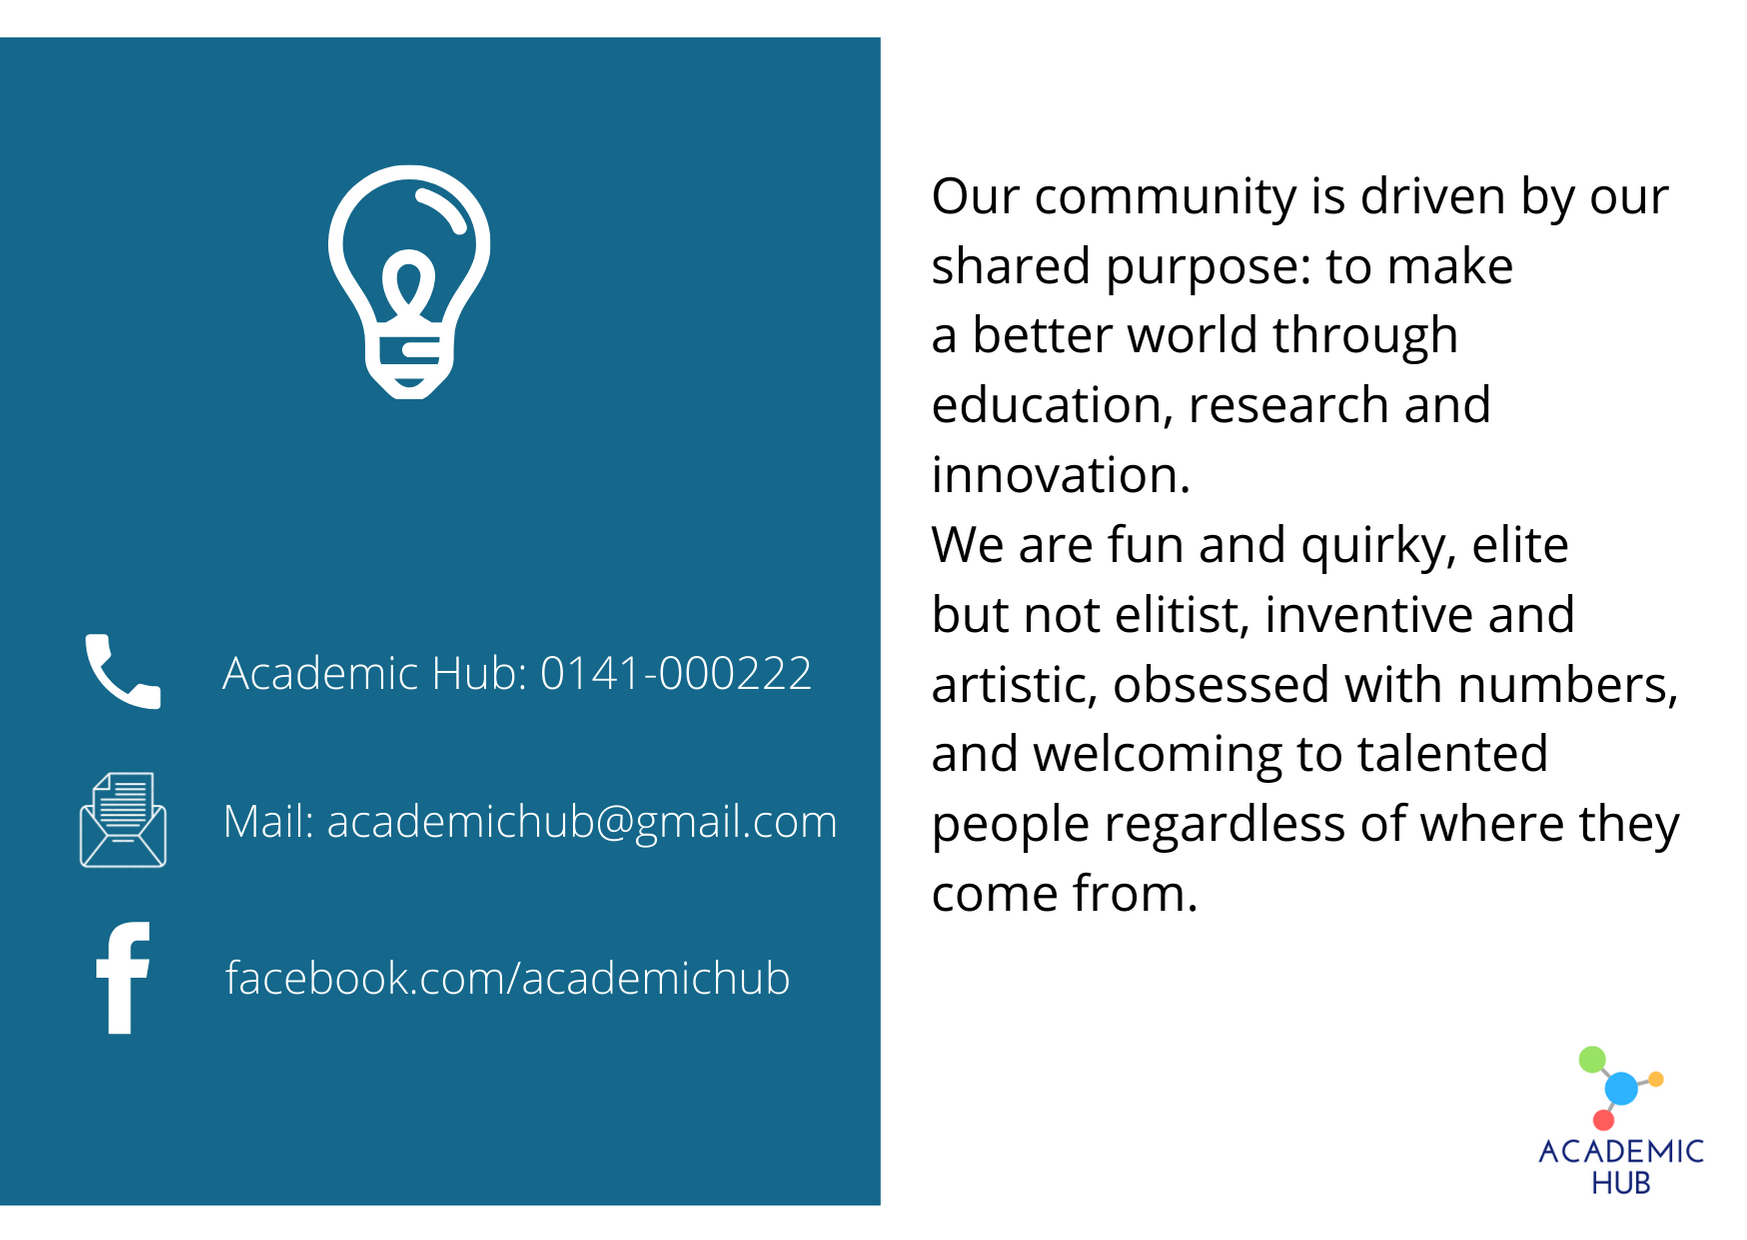 Academic Hub: 0141-000222
Mail: academichub@gmail.com
facebook.com/academichub
Our community is driven by our
shared purpose: to make
a better world through
education, research and
innovation.
We are fun and quirky, elite
but not elitist, inventive and
artistic, obsessed with numbers,
and welcoming to talented
people regardless of where they
come from.
ACADEMIC
HUB